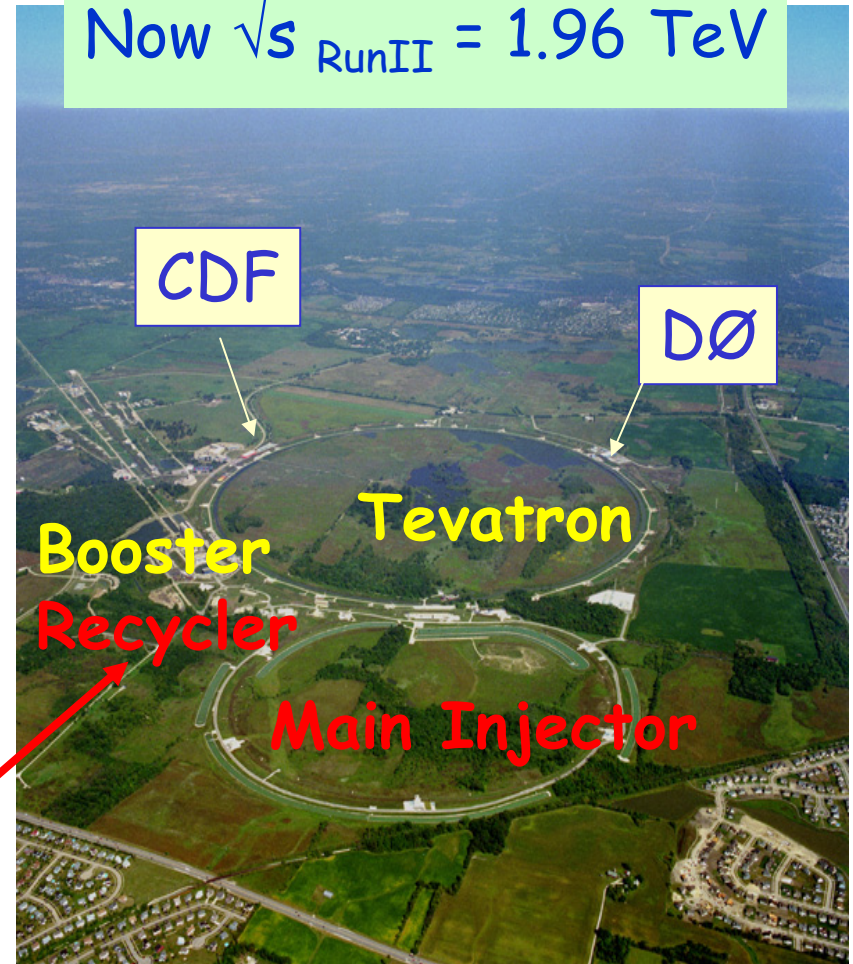 Now √s RunII = 1.96 TeV
CDF
DØ
Tevatron
Booster
Recycler
Main Injector